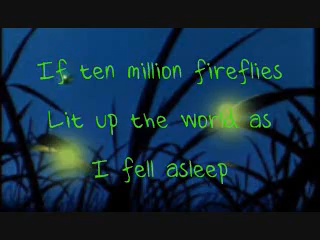 If ten million fireflies
Lit up the world as
I fell asleep